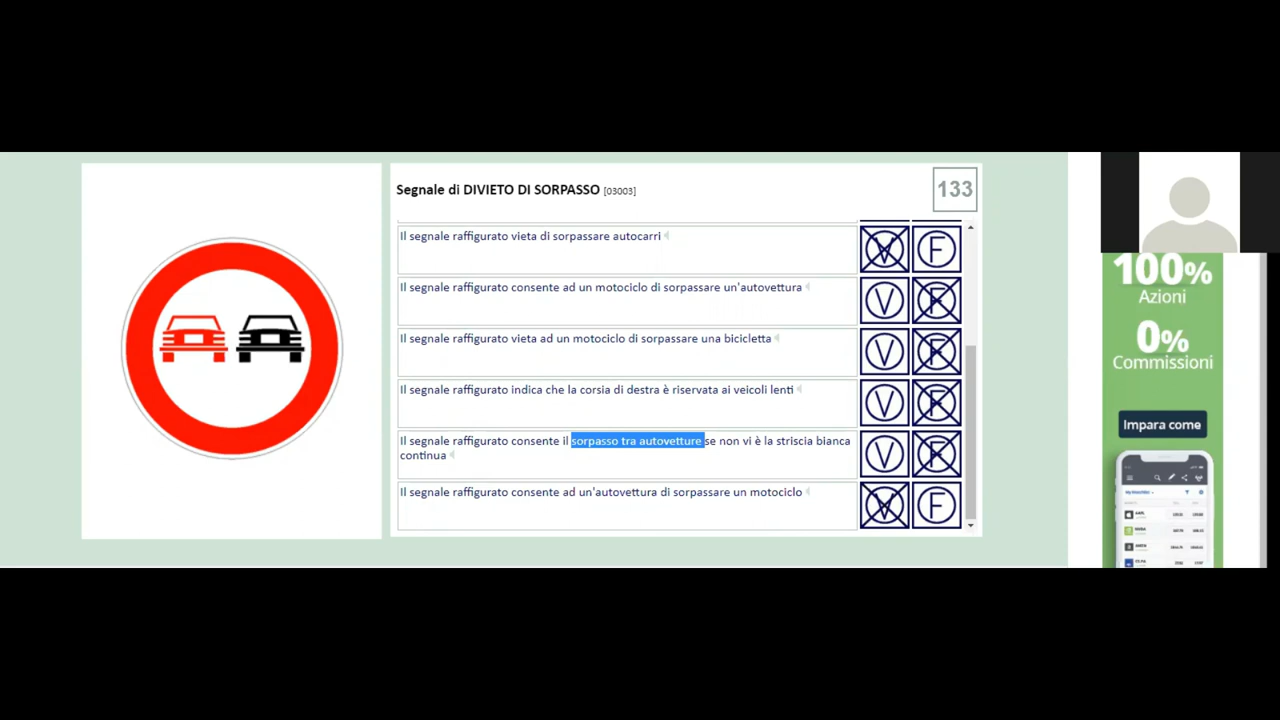 Segnale di DIVIETO DI SORPASSO [03003]
133
Il segnale raffigurato vieta di sorpassare autocarri
V F
Il segnale raffigurato consente ad un motociclo di sorpassare un'autovettura
V F
Il segnale raffigurato vieta ad un motociclo di sorpassare una bicicletta
V F
Il segnale raffigurato indica che la corsia di destra è riservata ai veicoli lenti
V F
Il segnale raffigurato consente il sorpasso tra autovetture se non vi è la striscia bianca
continua
V F
Il segnale raffigurato consente ad un'autovettura di sorpassare un motociclo
V F
100%
Azioni
0%
Commissioni
Impara come